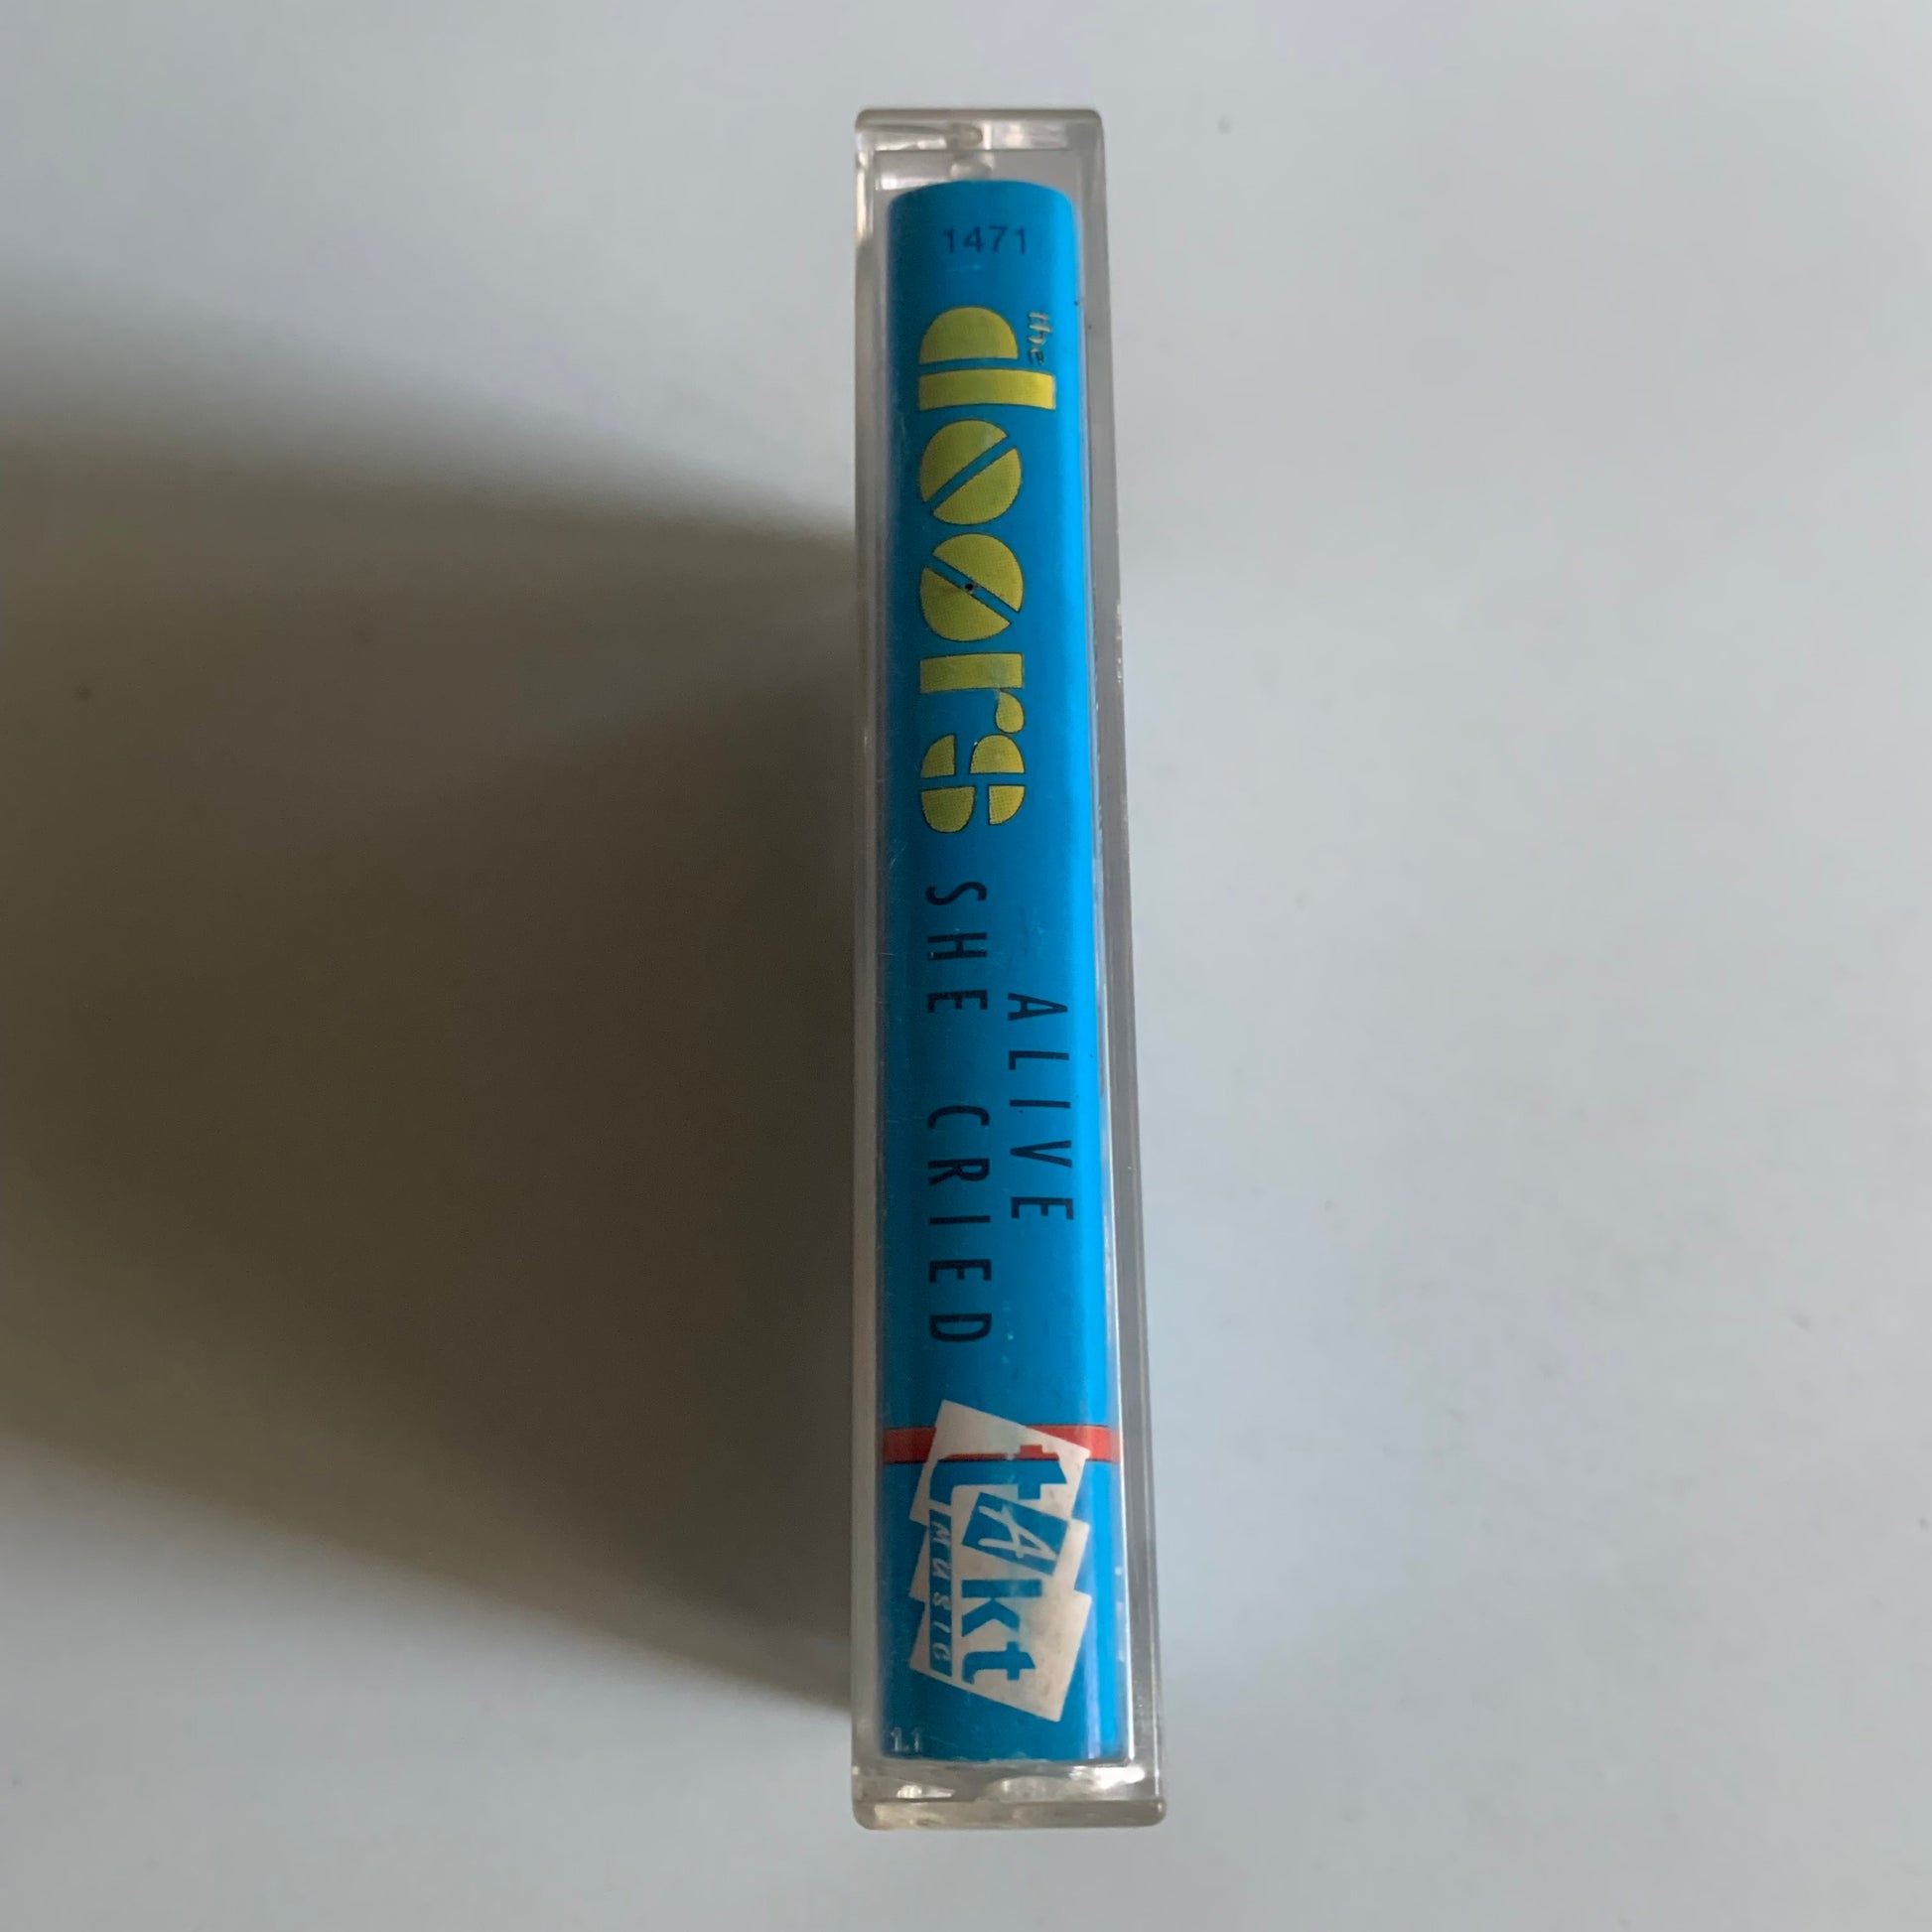 1471
the
doors
ALIVE
SHE CRIED
tAkt
MUSIC
1.1